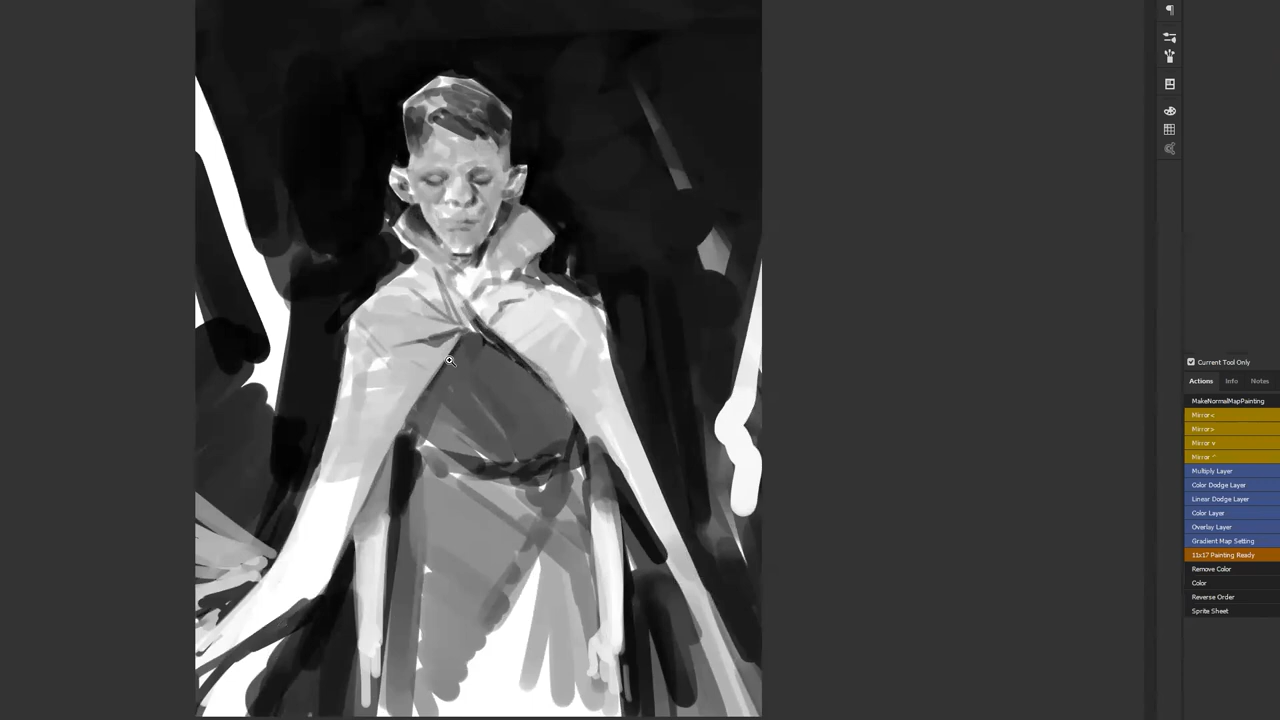 Current Tool Only
Actions Info Notes
MakeNormalMapPainting
Mirror <
Mirror >
Mirror v
Mirror ^
Multiply Layer
Color Dodge Layer
Linear Dodge Layer
Color Layer
Overlay Layer
Gradient Map Setting
11x17 Painting Ready
Remove Color
Color
Reverse Order
Sprite Sheet